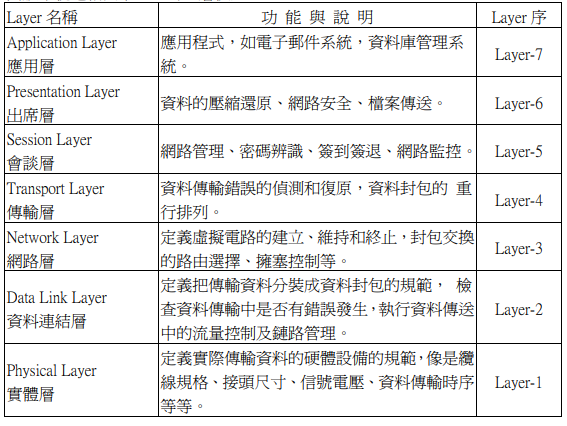 Layer 名稱 功 能 與 說 明 Layer 序
Application Layer
應用層
應用程式，如電子郵件系統，資料庫管理系
統。
Layer-7
Presentation Layer
出席層
資料的壓縮還原、網路安全、檔案傳送。
Layer-6
Session Layer
會談層
網路管理、密碼辨識、簽到簽退、網路監控。
Layer-5
Transport Layer
傳輸層
資料傳輸錯誤的偵測和復原，資料封包的 重
行排列。
Layer-4
Network Layer
網路層
定義虛擬電路的建立、維持和終止，封包交換
的路由選擇、擁塞控制等。
Layer-3
Data Link Layer
資料連結層
定義把傳輸資料分裝成資料封包的規範， 檢
查資料傳輸中是否有錯誤發生，執行資料傳送
中的流量控制及鏈路管理。
Layer-2
Physical Layer
實體層
定義實際傳輸資料的硬體設備的規範，像是纜
線規格、接頭尺寸、信號電壓、資料傳輸時序
等等。
Layer-1